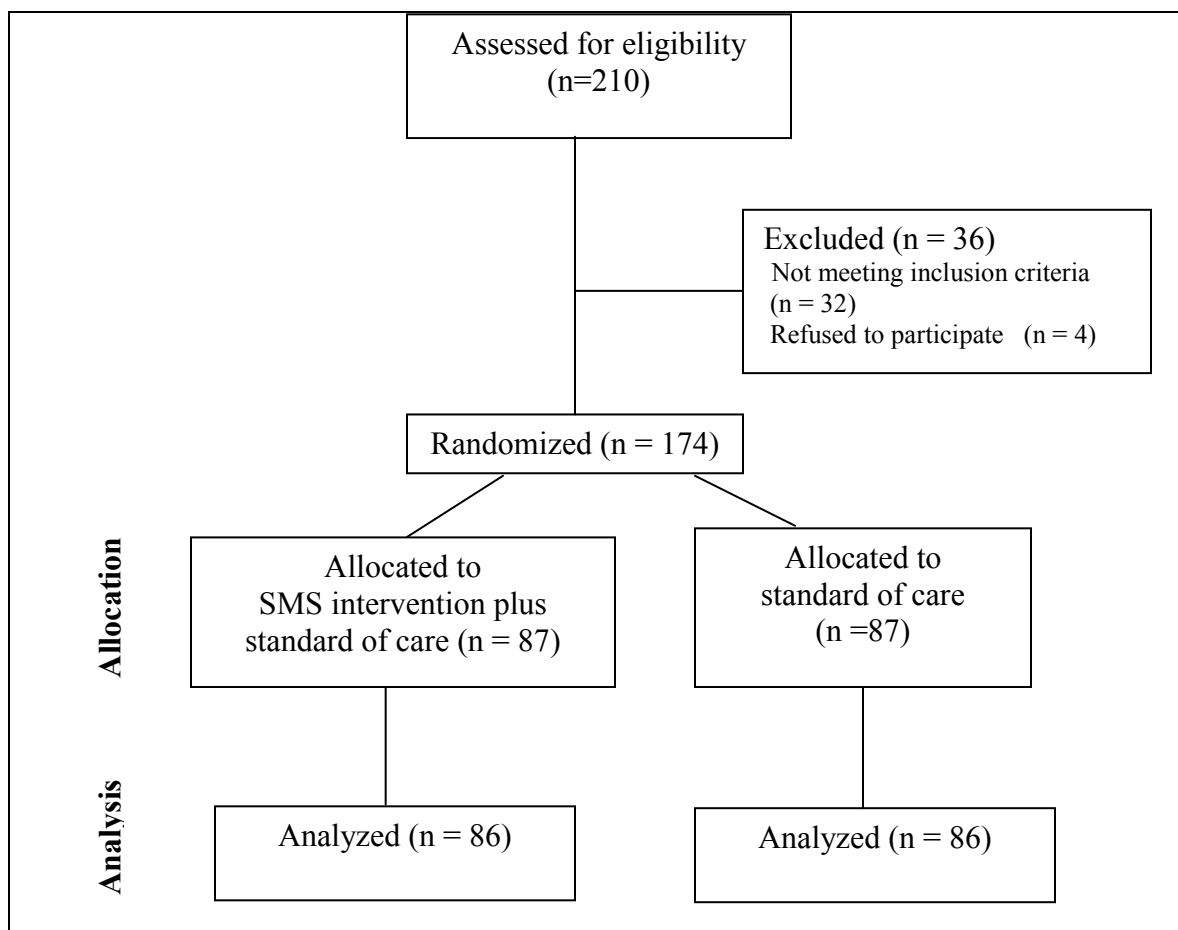 Assessed for eligibility
(n=210)
Excluded (n = 36)
Not meeting inclusion criteria
(n = 32)
Refused to participate (n = 4)
Randomized (n = 174)
Allocation
Allocated to
SMS intervention plus
standard of care (n = 87)
Allocated to
standard of care
(n =87)
Analysis
Analyzed (n = 86)
Analyzed (n = 86)